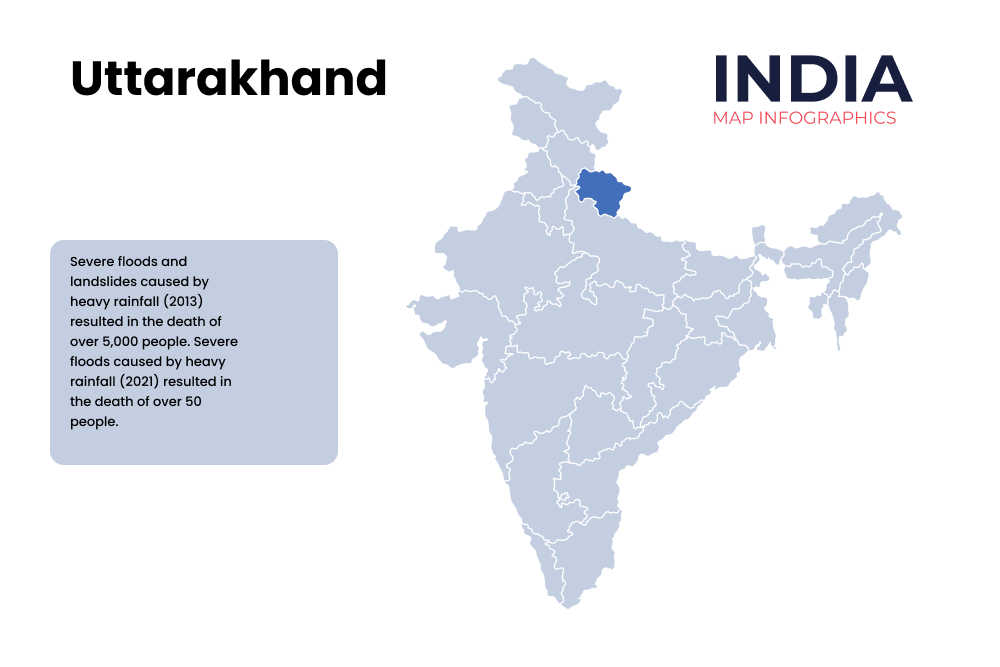 Uttarakhand
INDIA
MAP INFOGRAPHICS
Severe floods and
landslides caused by
heavy rainfall (2013)
resulted in the death of
over 5,000 people. Severe
floods caused by heavy
rainfall (2021) resulted in
the death of over 50
people.